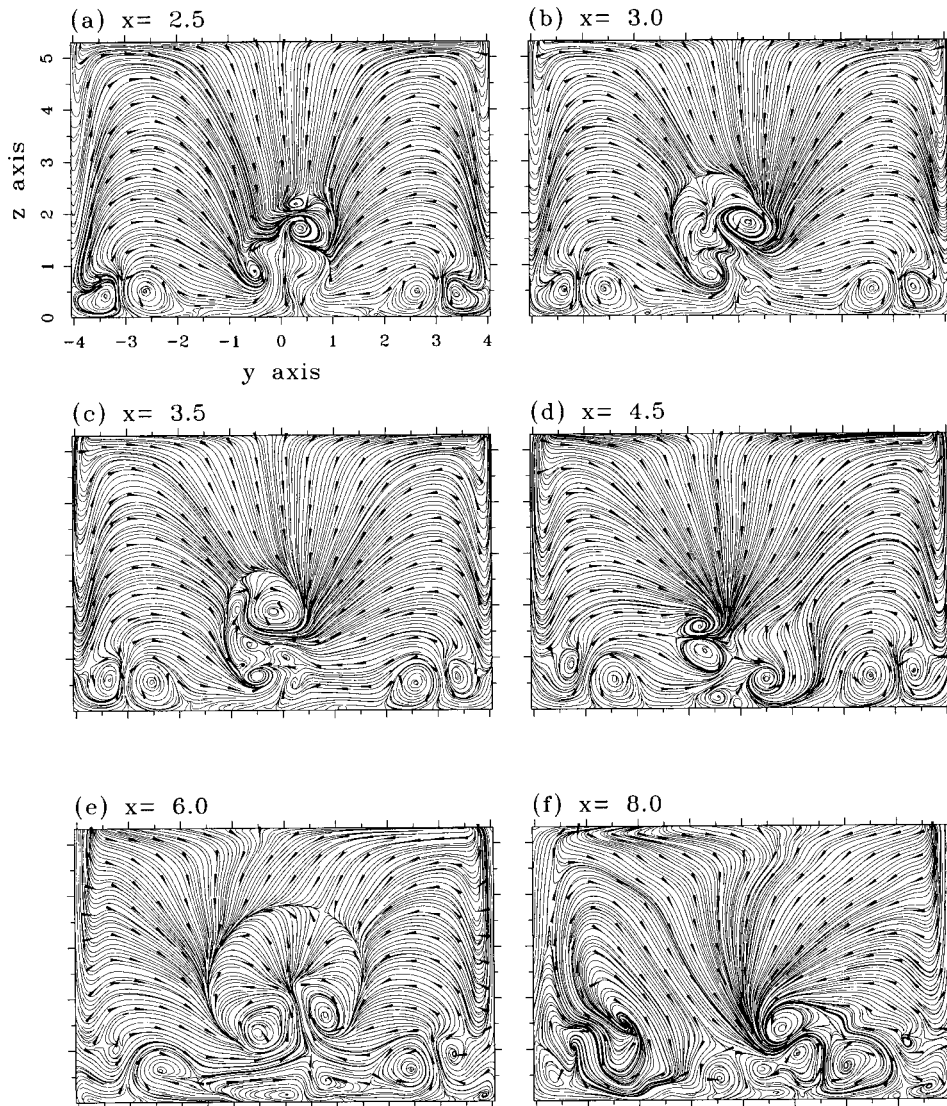 (a) x= 2.5
(b) x= 3.0
5
4
3
2
1
0
z axis
-4 -3 -2 -1 0 1 2 3 4
y axis
(c) x= 3.5
(d) x= 4.5
(e) x= 6.0
(f) x= 8.0